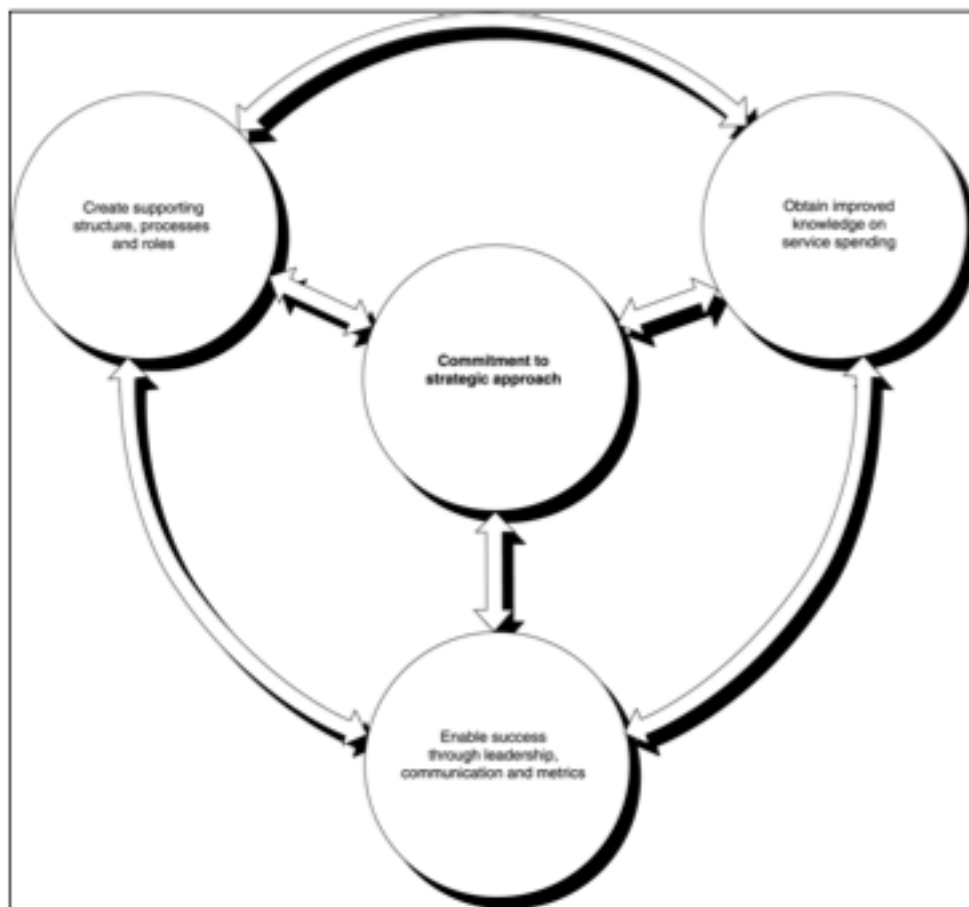 Create supporting
structure, processes
and roles
Obtain improved
knowledge on
service spending
Commitment to
strategic approach
Enable success
through leadership,
communication and metrics